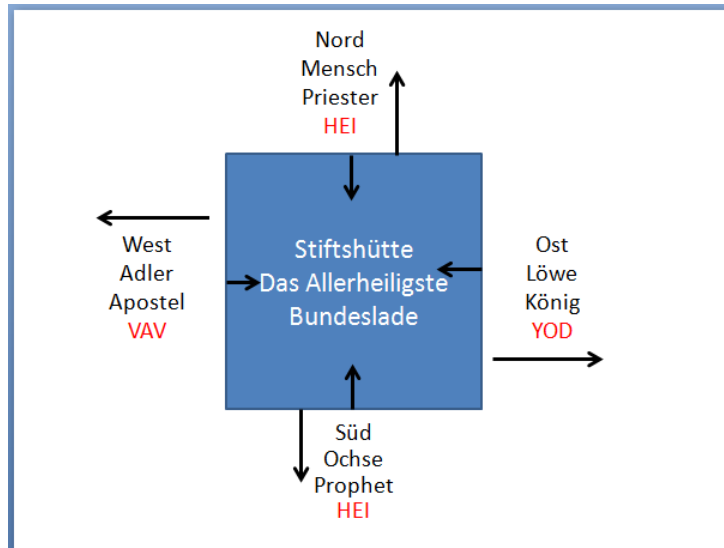 Nord
Mensch
Priester
HEI
West
Adler
Apostel
VAV
Stiftshütte
Das Allerheiligste
Bundeslade
Ost
Löwe
König
YOD
Süd
Ochse
Prophet
HEI